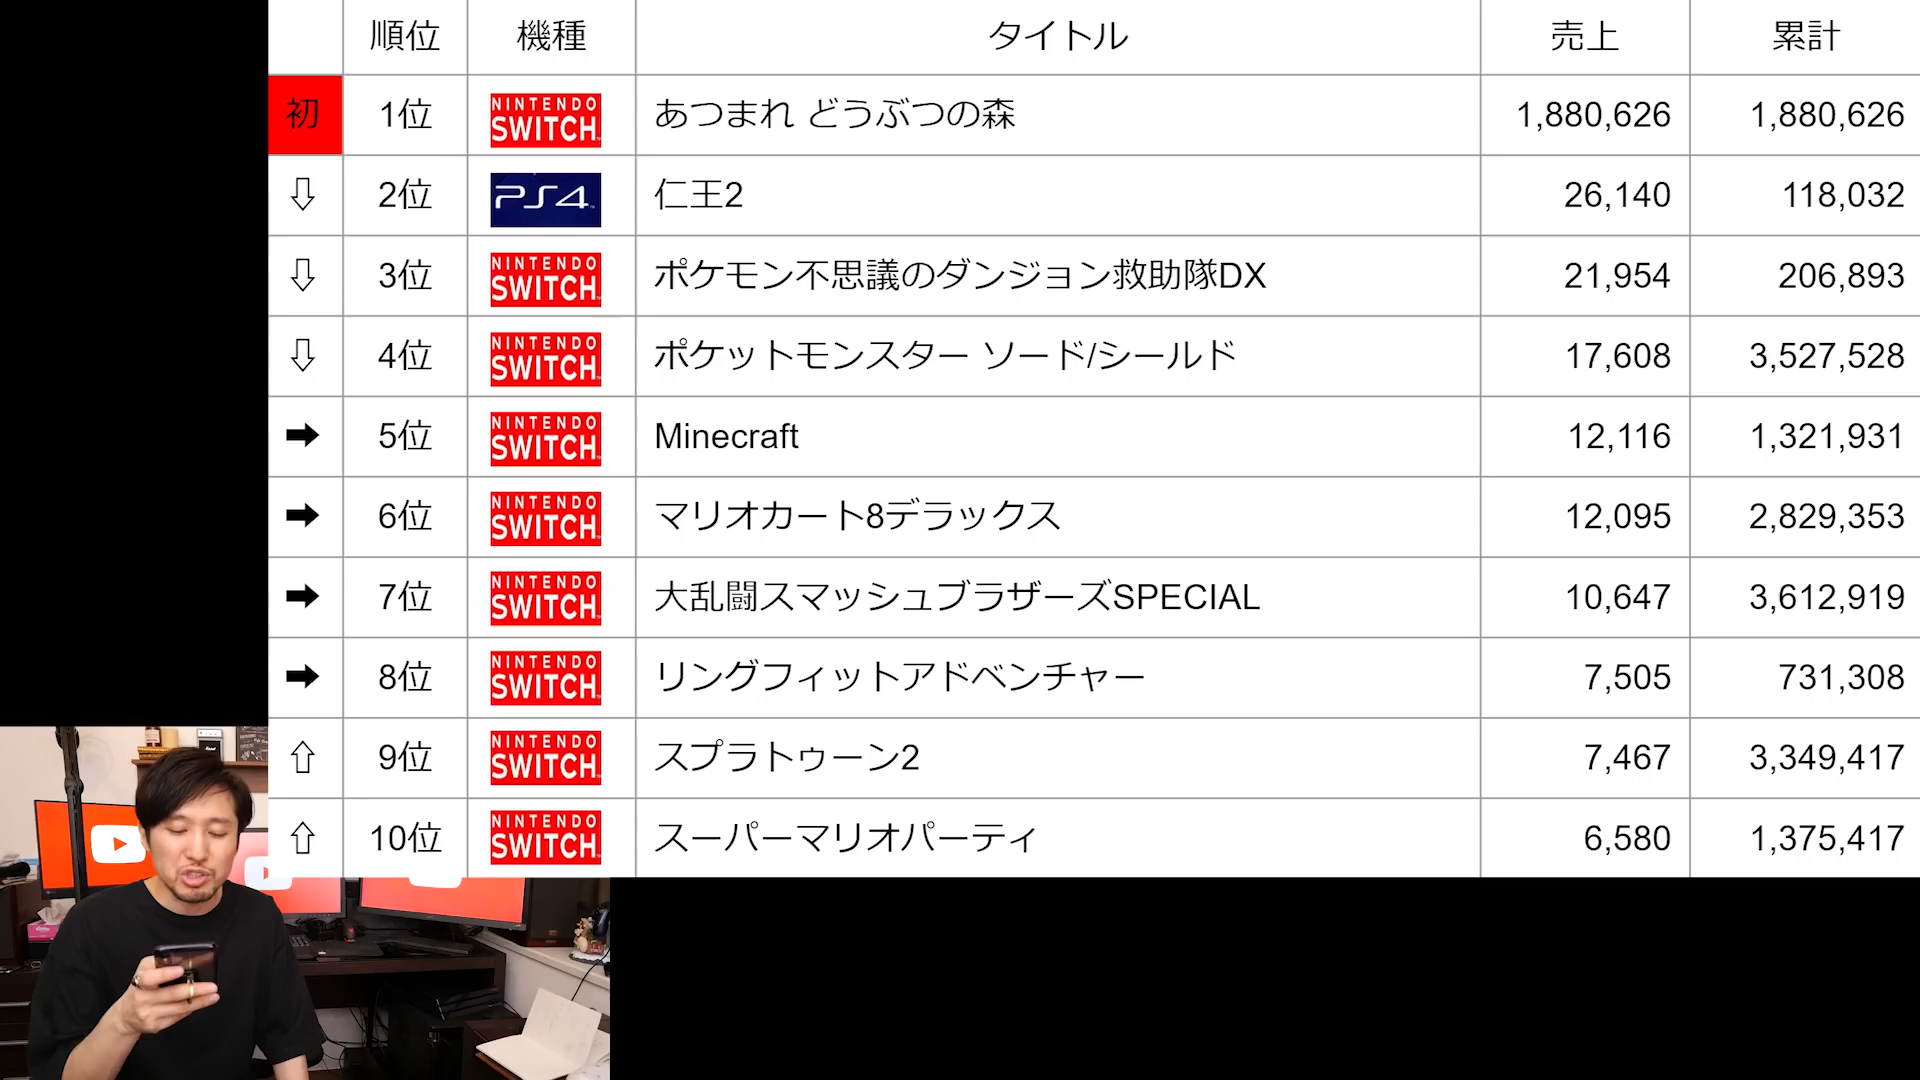 順位 機種 タイトル 売上 累計
初 1位 NINTENDO SWITCH あつまれ どうぶつの森 1,880,626 1,880,626
⇩ 2位 PS4 仁王2 26,140 118,032
⇩ 3位 NINTENDO SWITCH ポケモン不思議のダンジョン救助隊DX 21,954 206,893
⇩ 4位 NINTENDO SWITCH ポケットモンスター ソード/シールド 17,608 3,527,528
➡ 5位 NINTENDO SWITCH Minecraft 12,116 1,321,931
➡ 6位 NINTENDO SWITCH マリオカート8デラックス 12,095 2,829,353
➡ 7位 NINTENDO SWITCH 大乱闘スマッシュブラザーズSPECIAL 10,647 3,612,919
➡ 8位 NINTENDO SWITCH リングフィットアドベンチャー 7,505 731,308
⇧ 9位 NINTENDO SWITCH スプラトゥーン2 7,467 3,349,417
⇧ 10位 NINTENDO SWITCH スーパーマリオパーティ 6,580 1,375,417